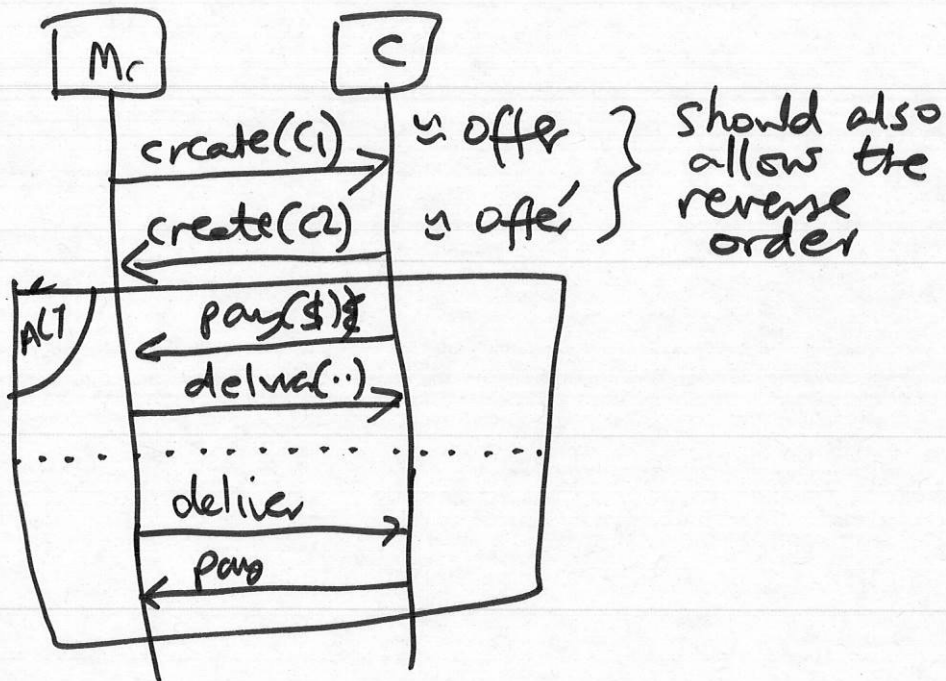 Mc C
create(C1) ≈ offer } should also
allow the
create(C2) ≈ offer reverse
order
ALT
pay($)
deliver(..)
deliver
pay